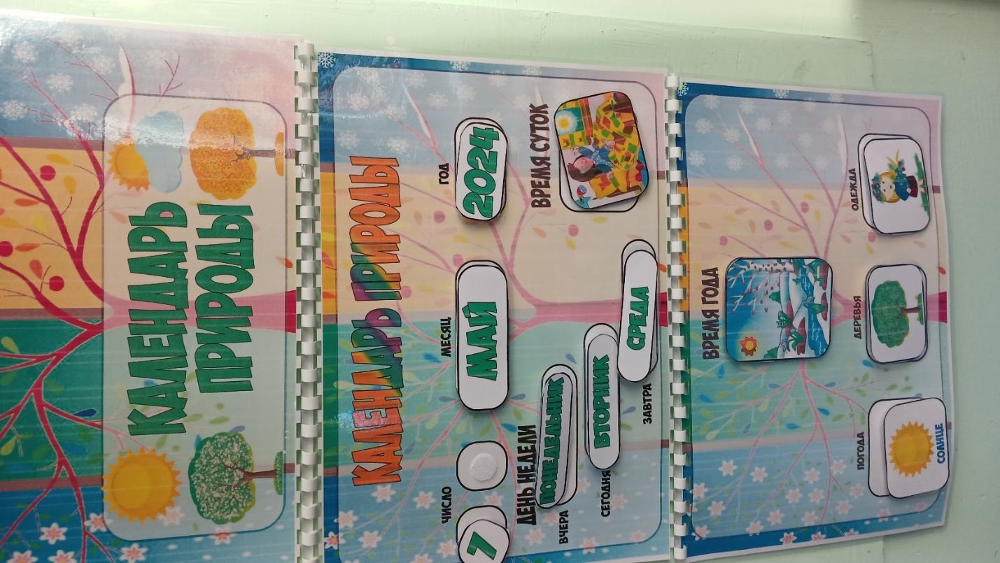 КАЛЕНДАРЬ
ПРИРОДЫ
КАЛЕНДАРЬ ПРИРОДЫ
ЧИСЛО МЕСЯЦ ГОД
7 МАЙ 2024
ДЕНЬ НЕДЕЛИ
ВЧЕРА ПОНЕДЕЛЬНИК
СЕГОДНЯ ВТОРНИК
ЗАВТРА СРЕДА
ВРЕМЯ СУТОК
ВРЕМЯ ГОДА
ПОГОДА ДЕРЕВЬЯ ОДЕЖДА
СОЛНЦЕ